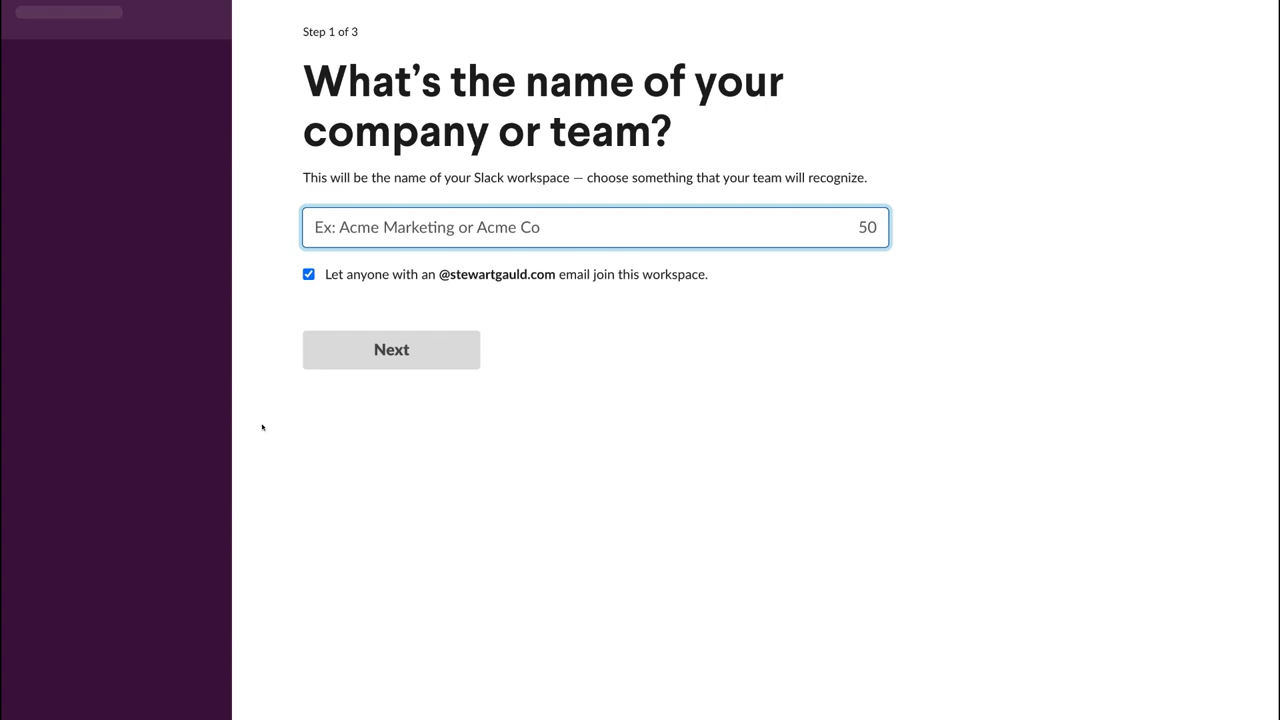 Step 1 of 3
What’s the name of your
company or team?
This will be the name of your Slack workspace — choose something that your team will recognize.
Ex: Acme Marketing or Acme Co 50
Let anyone with an @stewartgauld.com email join this workspace.
Next